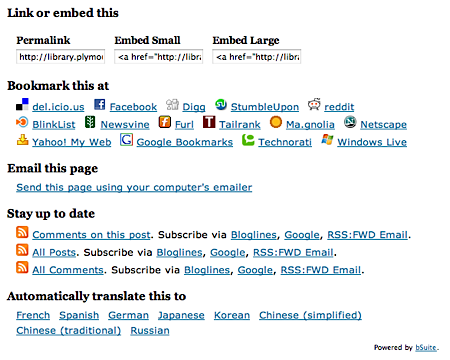 Link or embed this
Permalink Embed Small Embed Large
http://library.plymou <a href="http://libra <a href="http://libra
Bookmark this at
del.icio.us Facebook Digg StumbleUpon reddit
BlinkList Newsvine Furl Tailrank Ma.gnolia Netscape
Yahoo! My Web Google Bookmarks Technorati Windows Live
Email this page
Send this page using your computer's emailer
Stay up to date
Comments on this post. Subscribe via Bloglines, Google, RSS:FWD Email.
All Posts. Subscribe via Bloglines, Google, RSS:FWD Email.
All Comments. Subscribe via Bloglines, Google, RSS:FWD Email.
Automatically translate this to
French Spanish German Japanese Korean Chinese (simplified)
Chinese (traditional) Russian
Powered by bSuite.